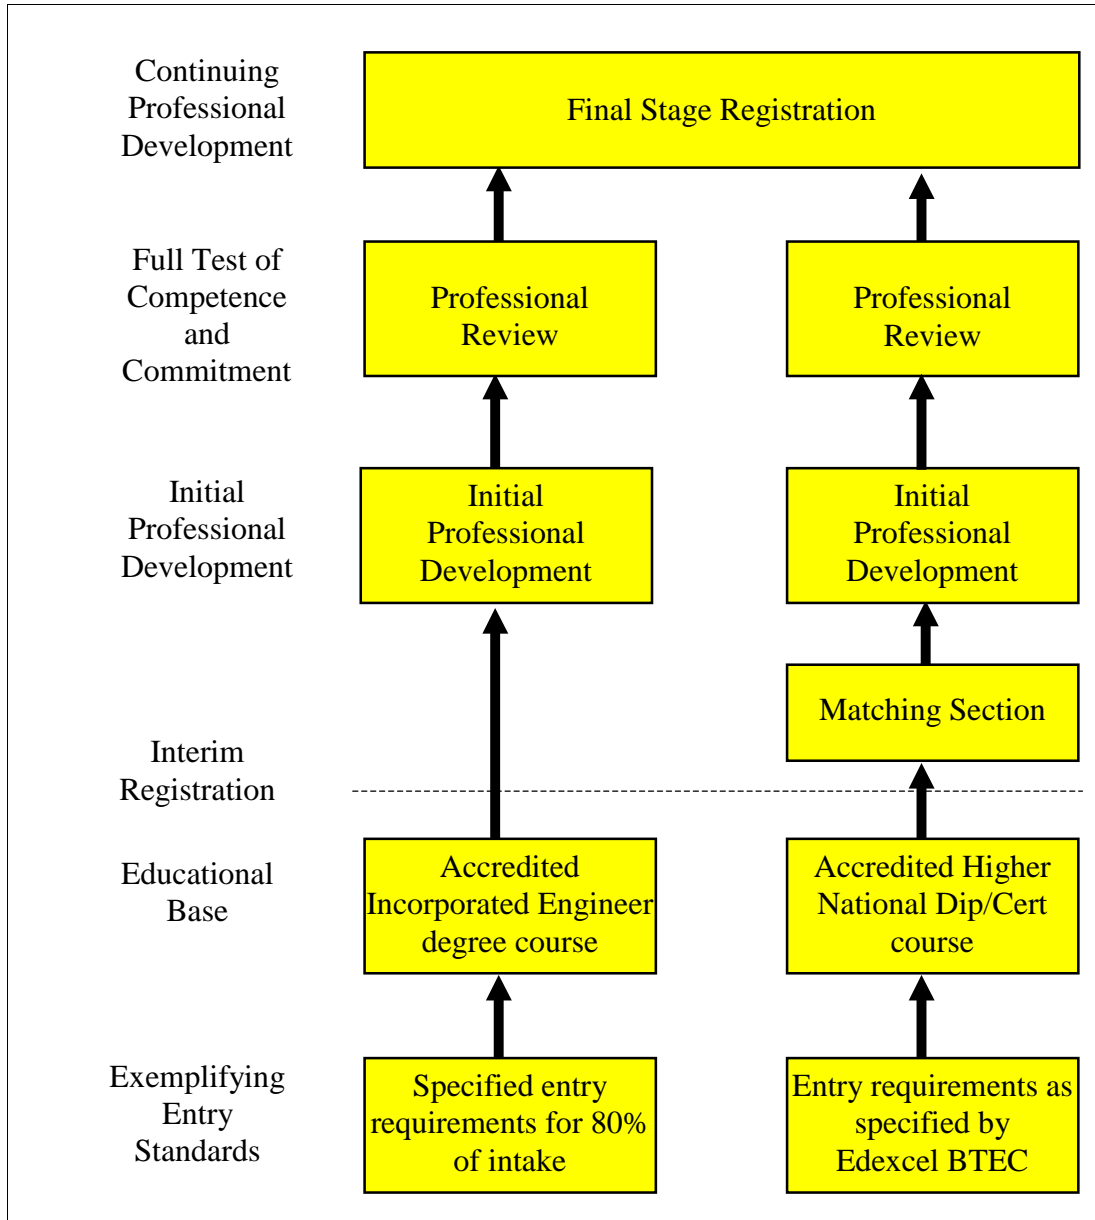 Continuing
Professional
Development
Final Stage Registration
Full Test of
Competence
and
Commitment
Professional
Review
Professional
Review
Initial
Professional
Development
Initial
Professional
Development
Initial
Professional
Development
Matching Section
Interim
Registration
Educational
Base
Accredited
Incorporated Engineer
degree course
Accredited Higher
National Dip/Cert
course
Exemplifying
Entry
Standards
Specified entry
requirements for 80%
of intake
Entry requirements as
specified by
Edexcel BTEC